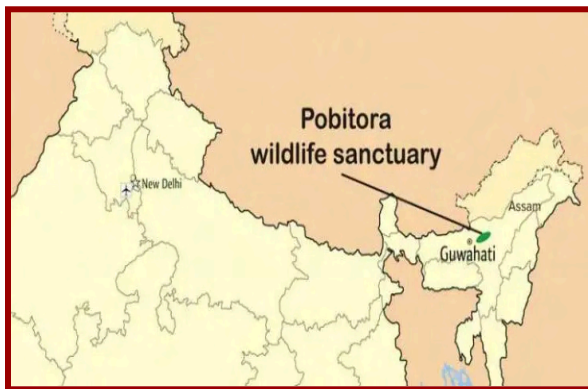 Pobitora
wildlife sanctuary
New Delhi
Assam
Guwahati